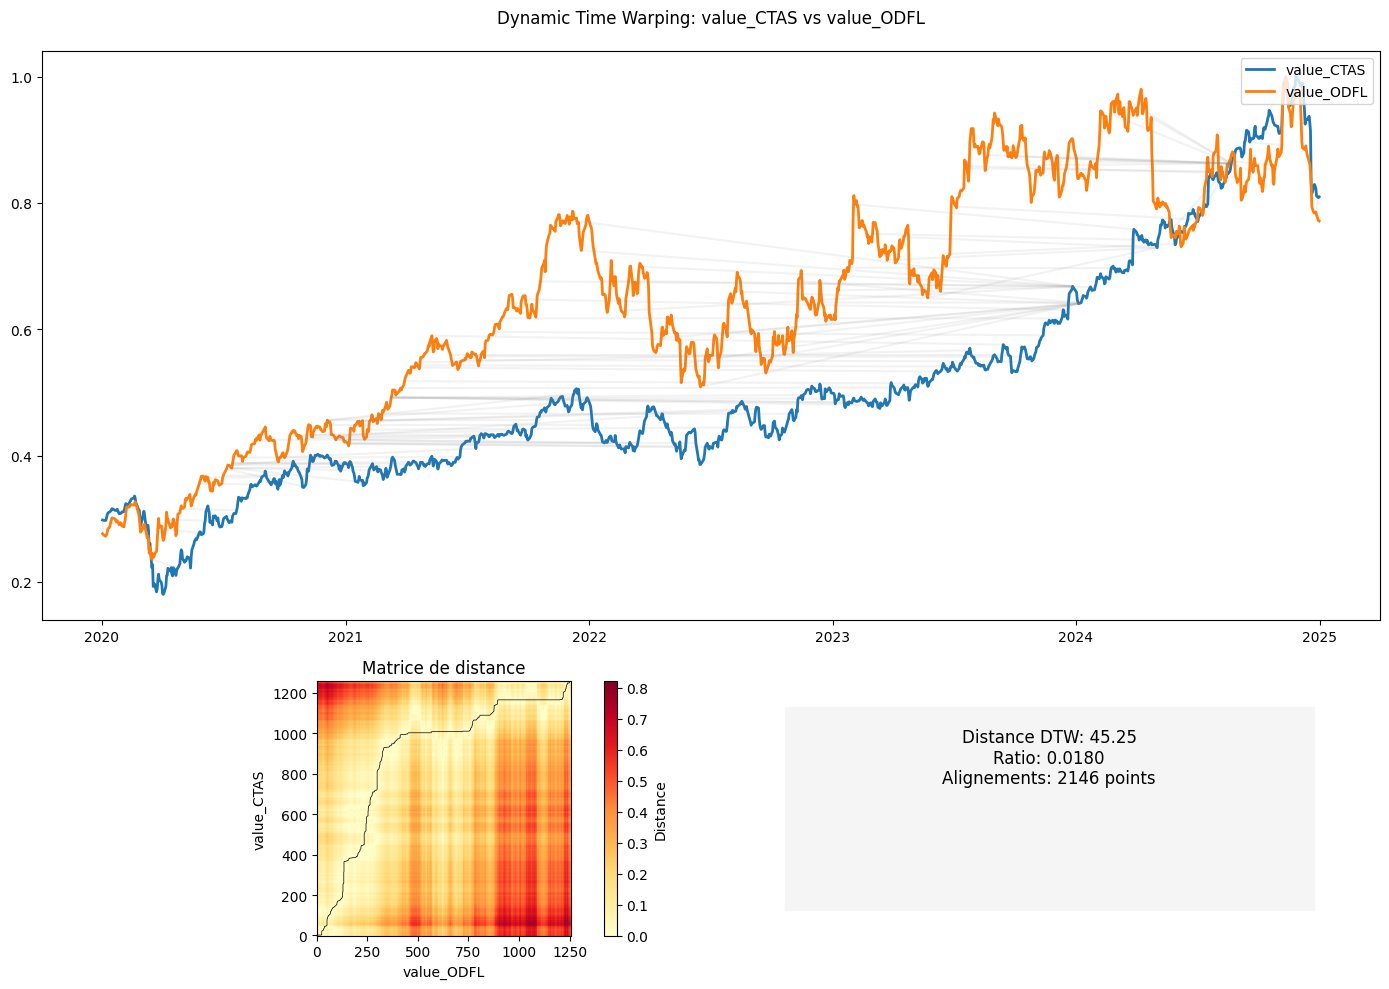 Dynamic Time Warping: value_CTAS vs value_ODFL
1.0
0.8
0.6
0.4
0.2
value_CTAS
value_ODFL
2020 2021 2022 2023 2024 2025
Matrice de distance
1200
1000
800
600
400
200
0
value_CTAS
0 250 500 750 1000 1250
value_ODFL
0.8
0.7
0.6
0.5
0.4
0.3
0.2
0.1
0.0
Distance
Distance DTW: 45.25
Ratio: 0.0180
Alignements: 2146 points